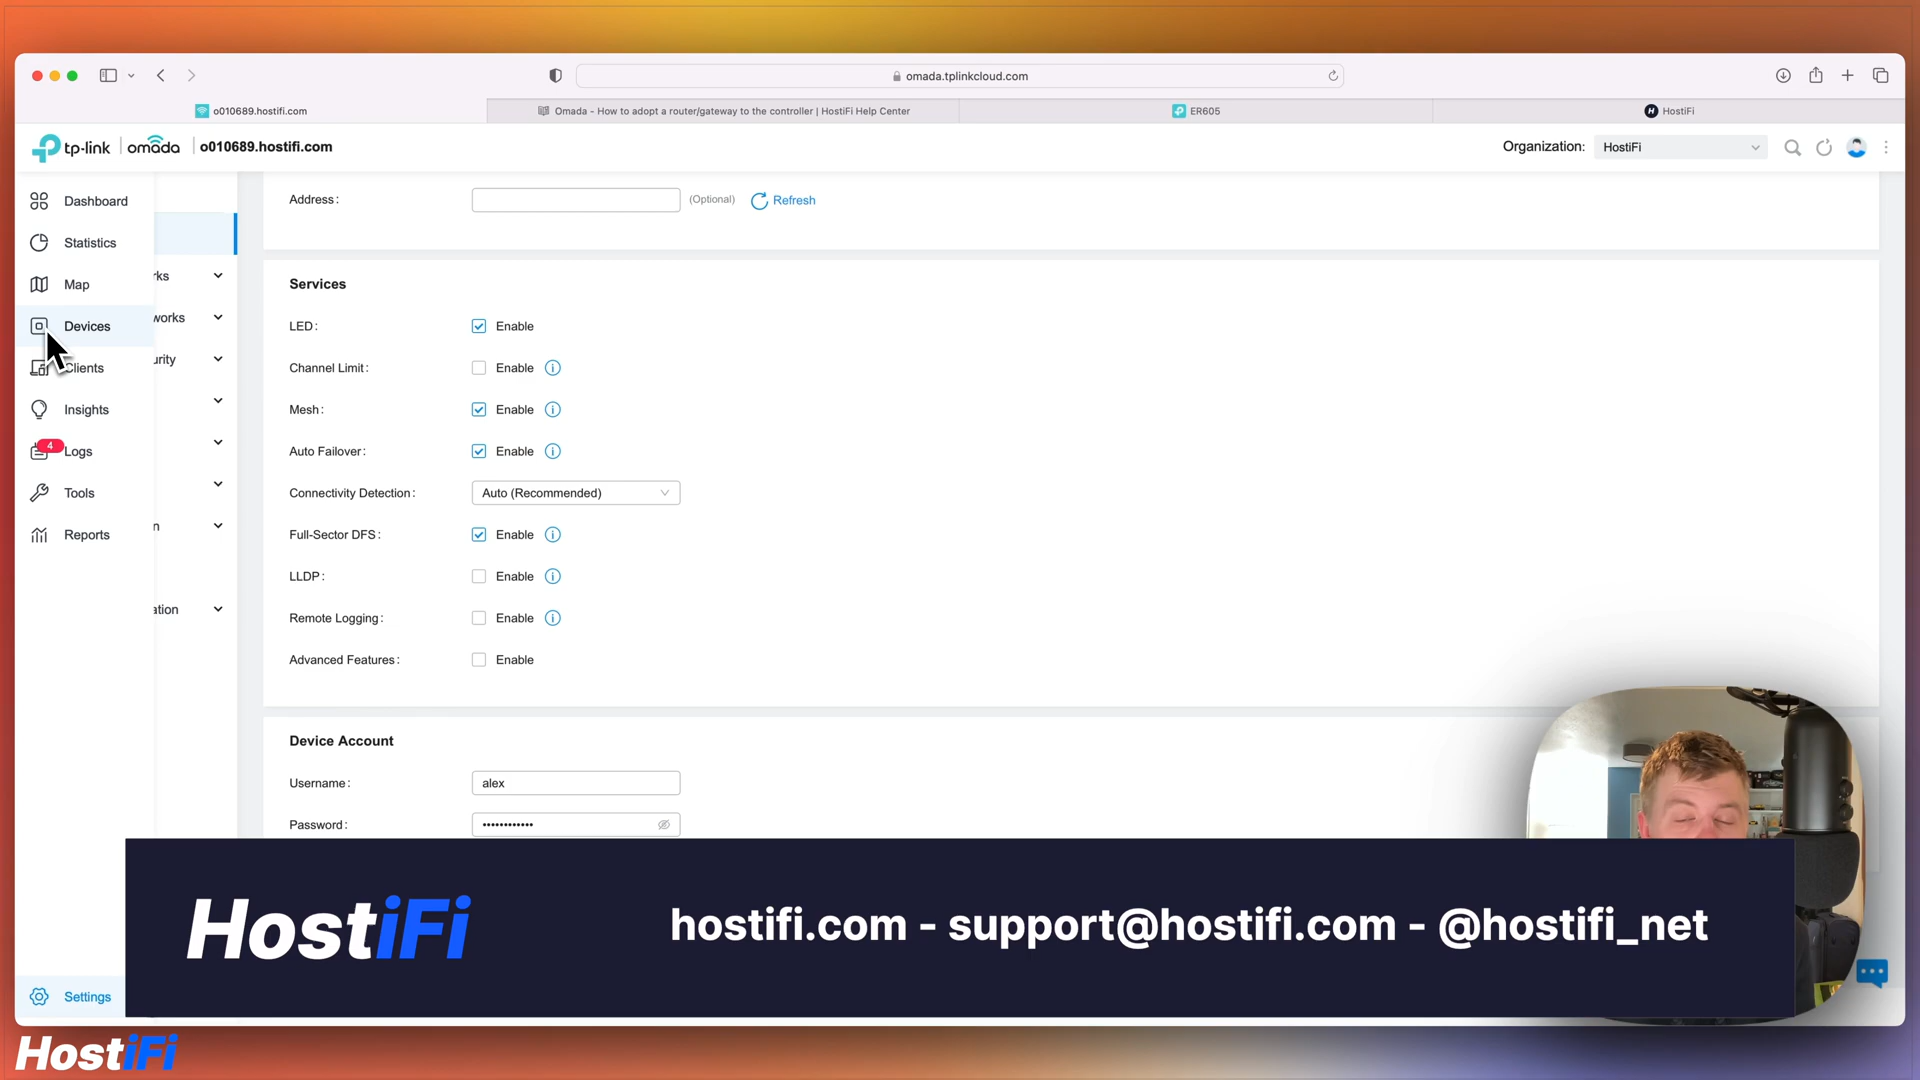 omada.tplinkcloud.com
o010689.hostifi.com
Omada - How to adopt a router/gateway to the controller | HostiFi Help Center
ER605
HostiFi
tp-link | omada | o010689.hostifi.com
Organization: HostiFi
Dashboard
Statistics
Map
Devices
Clients
Insights
4 Logs
Tools
Reports
Settings
rks
works
urity
n
ation
Address: (Optional) Refresh
Services
LED: Enable
Channel Limit: Enable
Mesh: Enable
Auto Failover: Enable
Connectivity Detection: Auto (Recommended)
Full-Sector DFS: Enable
LLDP: Enable
Remote Logging: Enable
Advanced Features: Enable
Device Account
Username: alex
Password: ••••••••••••
HostiFi
hostifi.com - support@hostifi.com - @hostifi_net
HostiFi